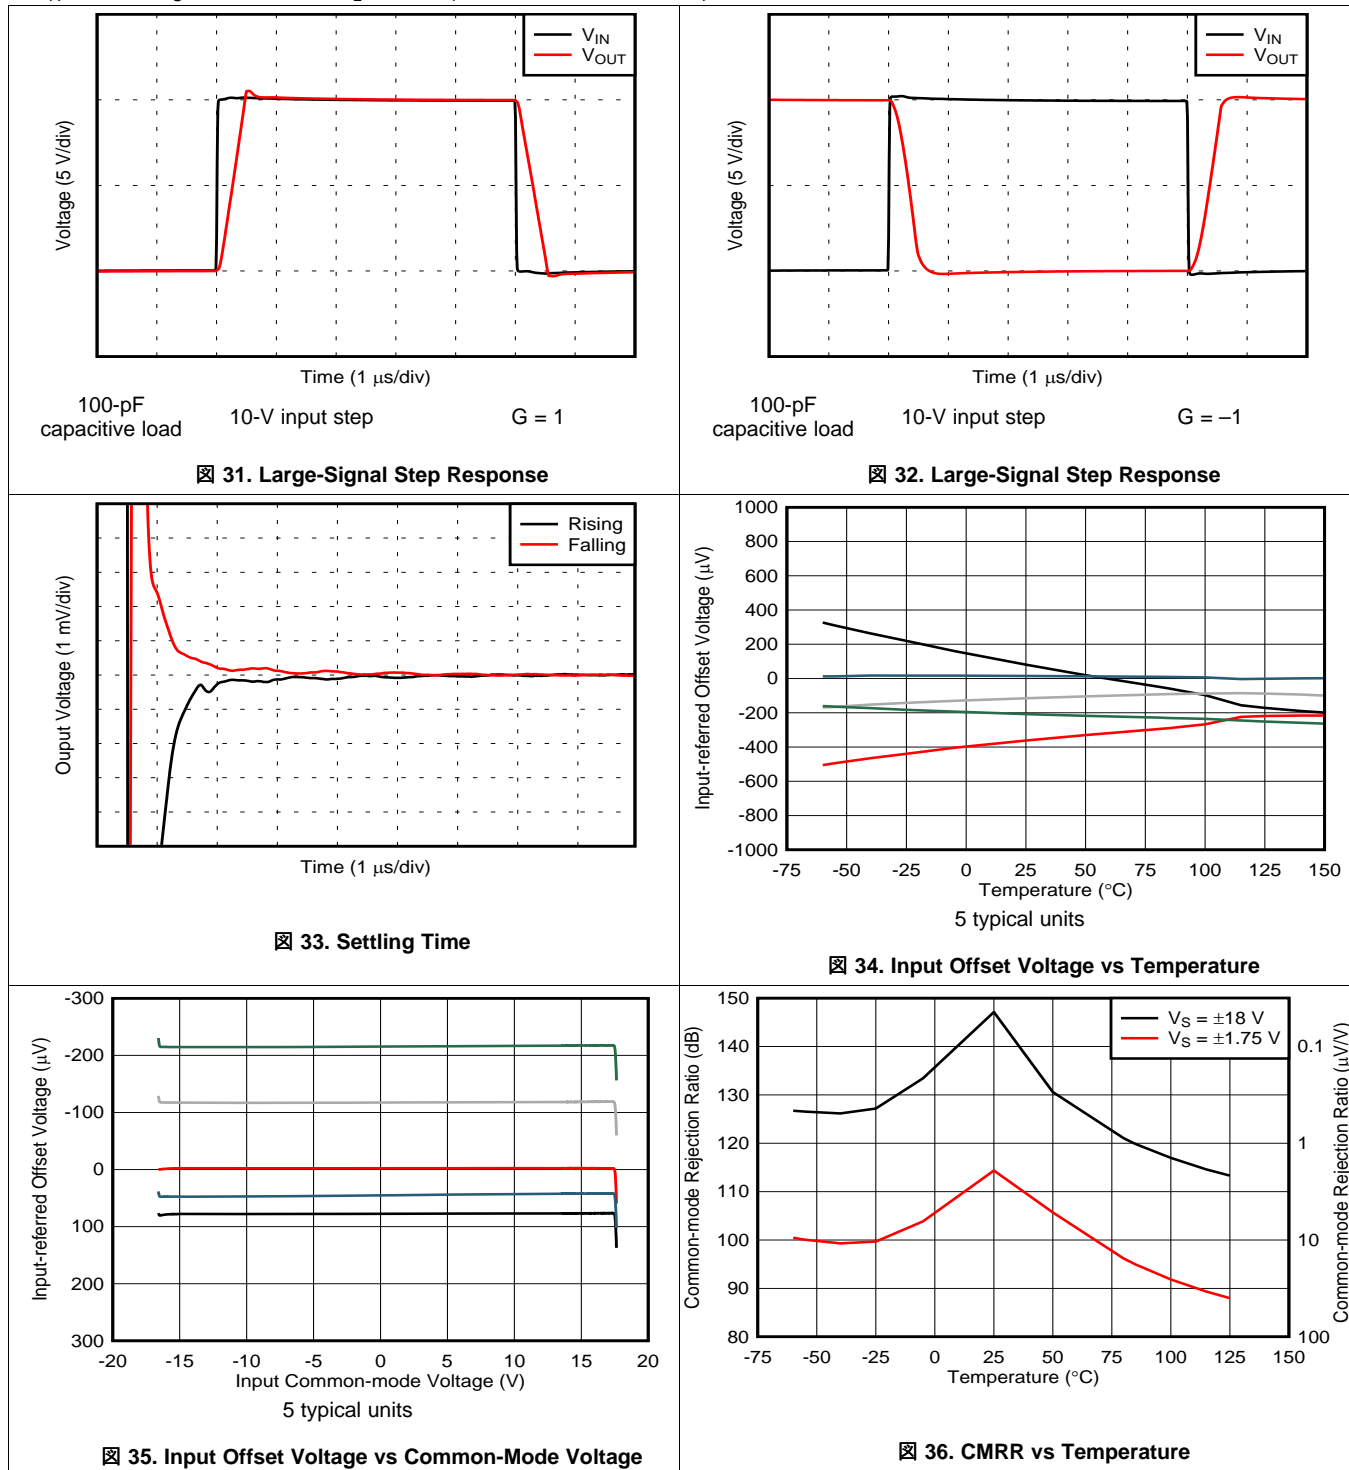 V_IN
V_OUT
Voltage (5 V/div)
Time (1 μs/div)
100-pF
capacitive load
10-V input step
G = 1
図 31. Large-Signal Step Response
V_IN
V_OUT
Voltage (5 V/div)
Time (1 μs/div)
100-pF
capacitive load
10-V input step
G = –1
図 32. Large-Signal Step Response
Rising
Falling
Ouput Voltage (1 mV/div)
Time (1 μs/div)
図 33. Settling Time
Input-referred Offset Voltage (μV)
1000
800
600
400
200
0
-200
-400
-600
-800
-1000
-75 -50 -25 0 25 50 75 100 125 150
Temperature (°C)
5 typical units
図 34. Input Offset Voltage vs Temperature
Input-referred Offset Voltage (μV)
-300
-200
-100
0
100
200
300
-20 -15 -10 -5 0 5 10 15 20
Input Common-mode Voltage (V)
5 typical units
図 35. Input Offset Voltage vs Common-Mode Voltage
Common-mode Rejection Ratio (dB)
150
140
130
120
110
100
90
80
V_S = ±18 V
V_S = ±1.75 V
0.1
1
10
100
Common-mode Rejection Ratio (μV/V)
-75 -50 -25 0 25 50 75 100 125 150
Temperature (°C)
図 36. CMRR vs Temperature